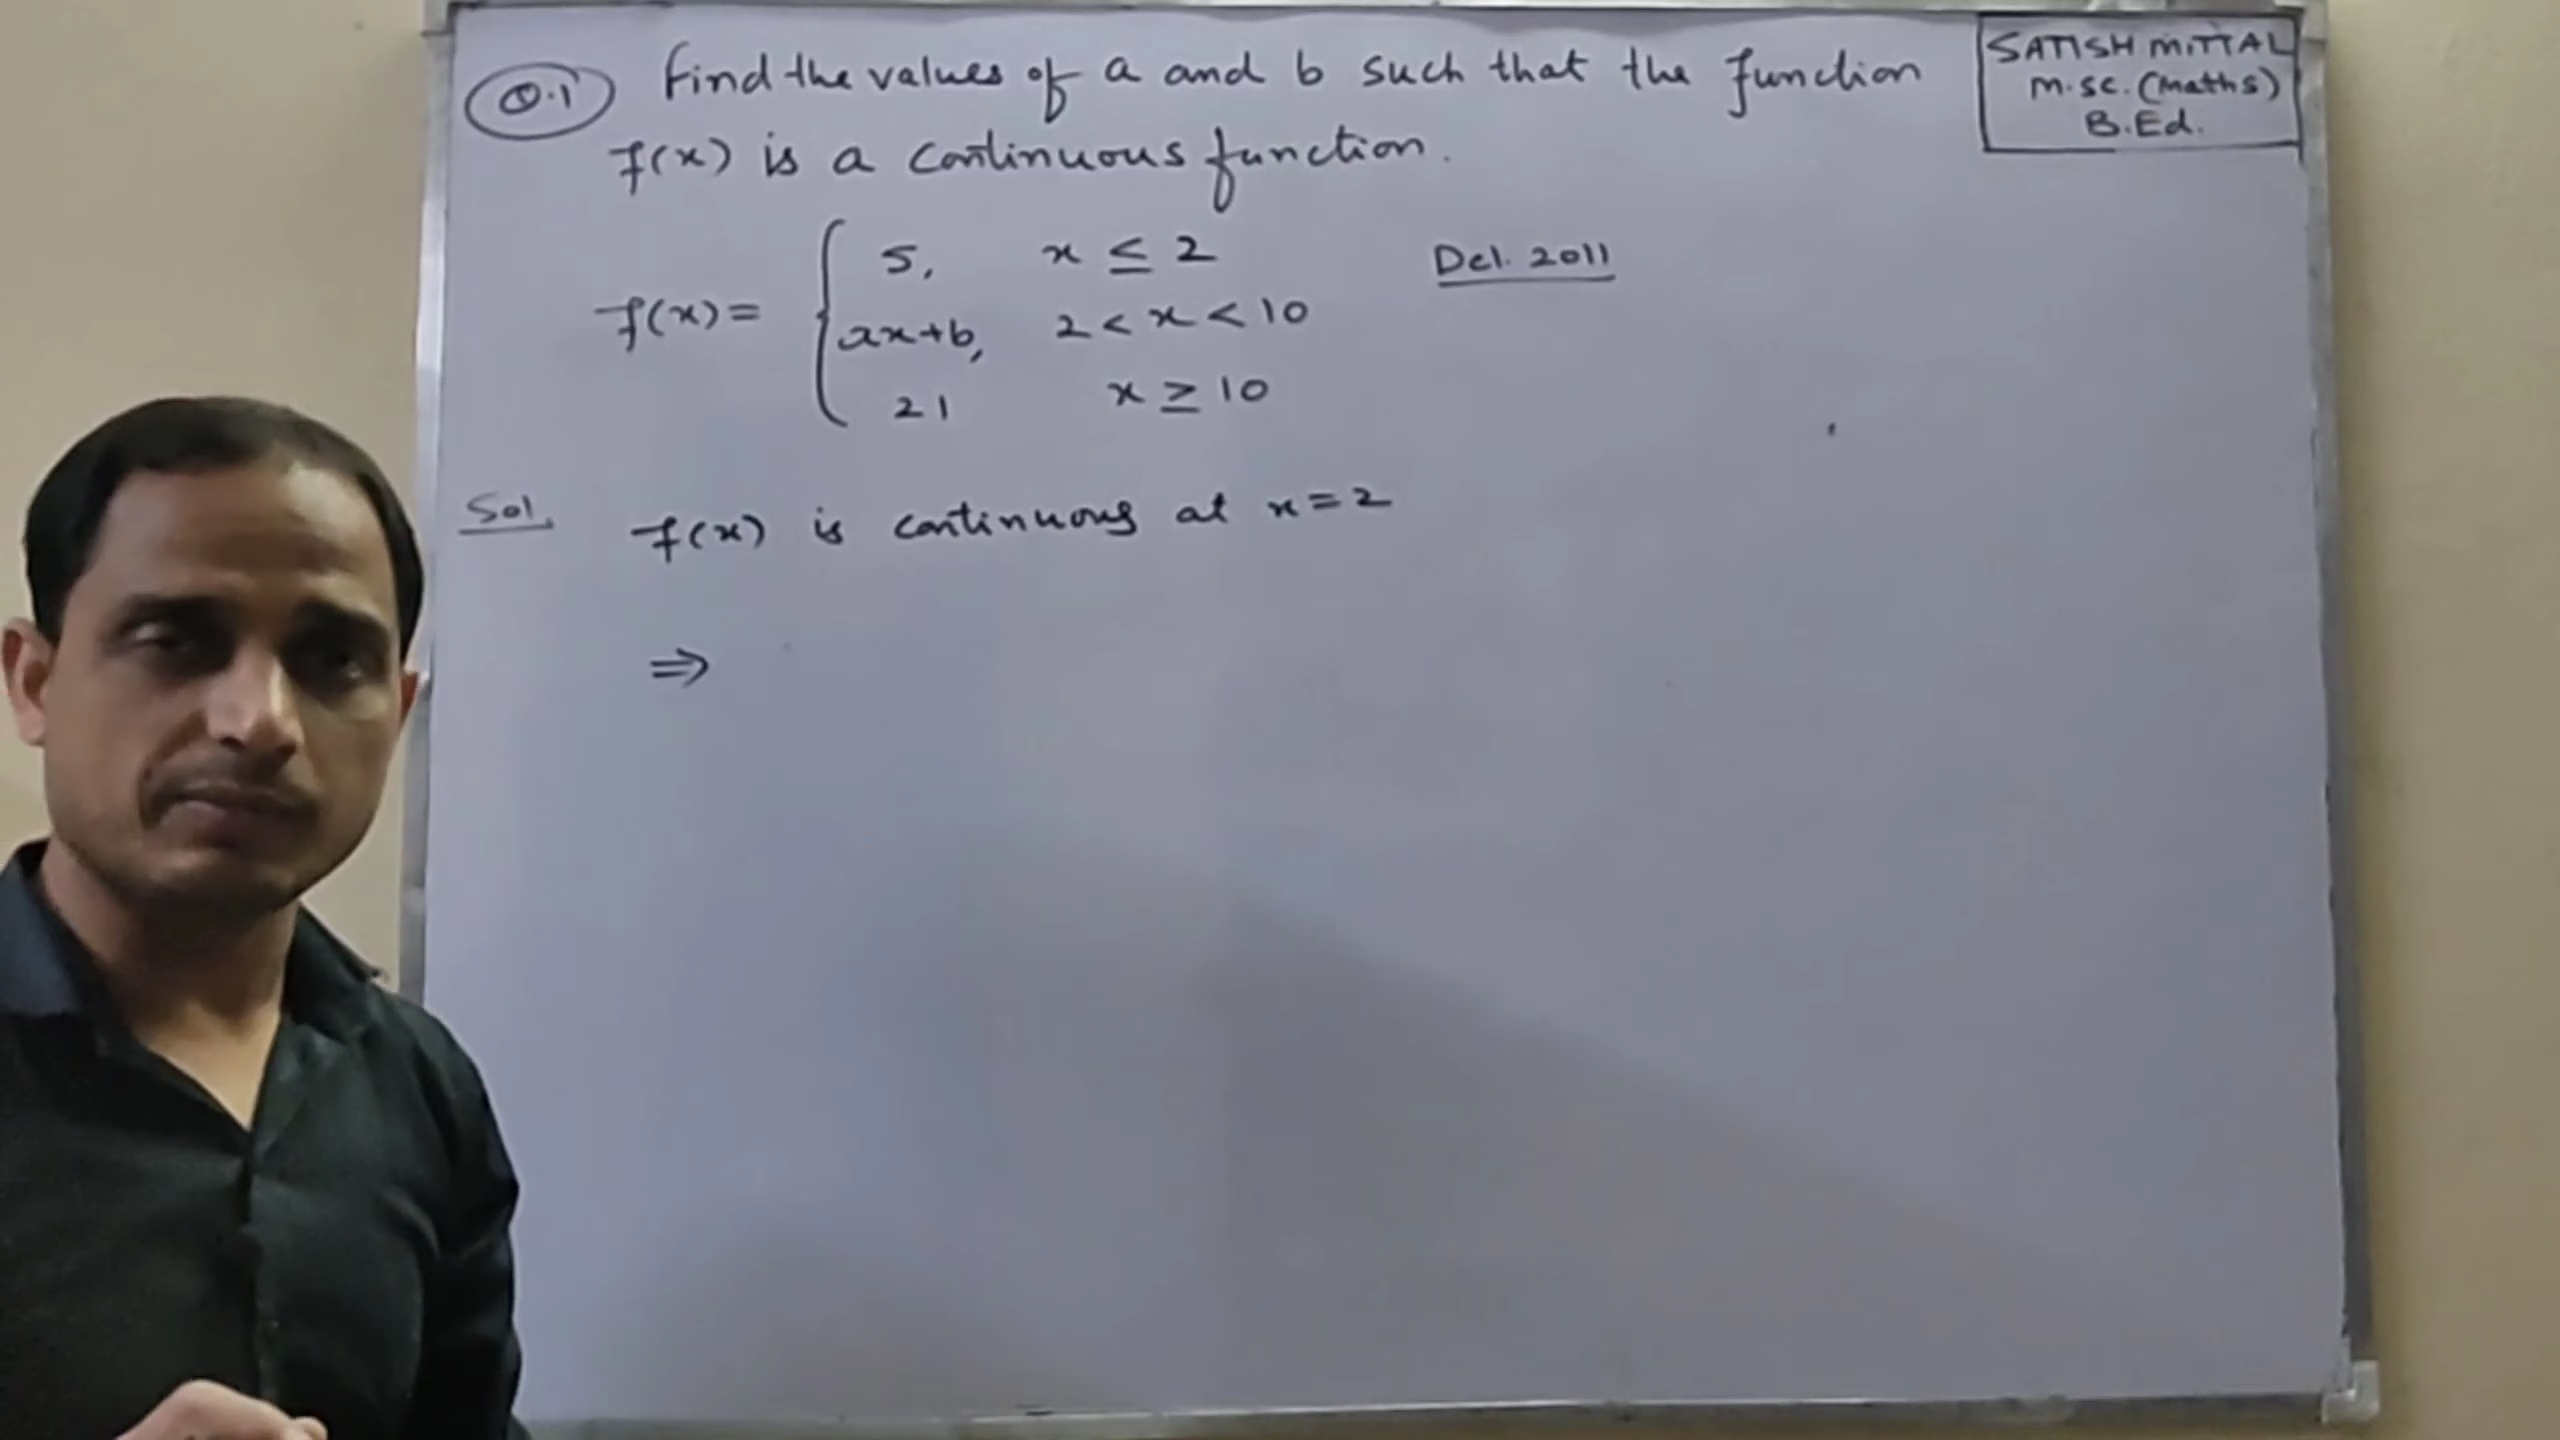 Q.1 Find the values of a and b such that the function
f(x) is a continuous function.
SATISH MITTAL
M.SC. (Maths)
B.Ed.
5, x ≤ 2 Del. 2011
f(x) = { ax+b, 2 < x < 10
21 x ≥ 10
Sol. f(x) is continuous at x = 2
⇒